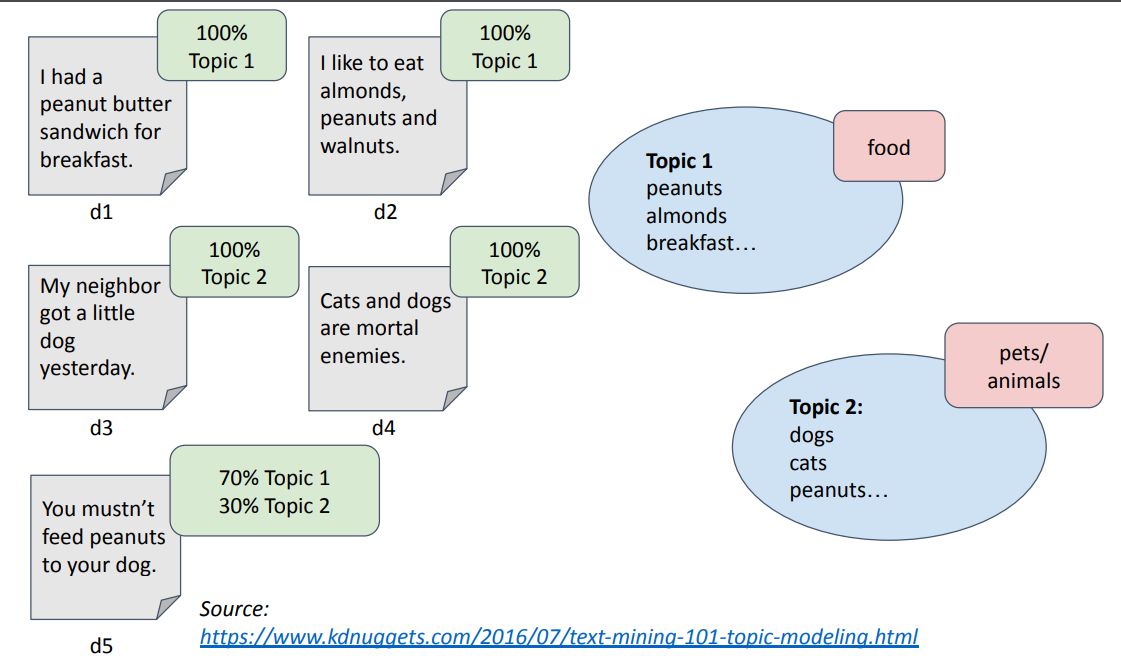 100%
Topic 1
I had a
peanut butter
sandwich for
breakfast.
d1
100%
Topic 1
I like to eat
almonds,
peanuts and
walnuts.
d2
food
Topic 1
peanuts
almonds
breakfast…
100%
Topic 2
My neighbor
got a little
dog
yesterday.
d3
100%
Topic 2
Cats and dogs
are mortal
enemies.
d4
pets/
animals
Topic 2:
dogs
cats
peanuts…
70% Topic 1
30% Topic 2
You mustn’t
feed peanuts
to your dog.
d5
Source:
https://www.kdnuggets.com/2016/07/text-mining-101-topic-modeling.html